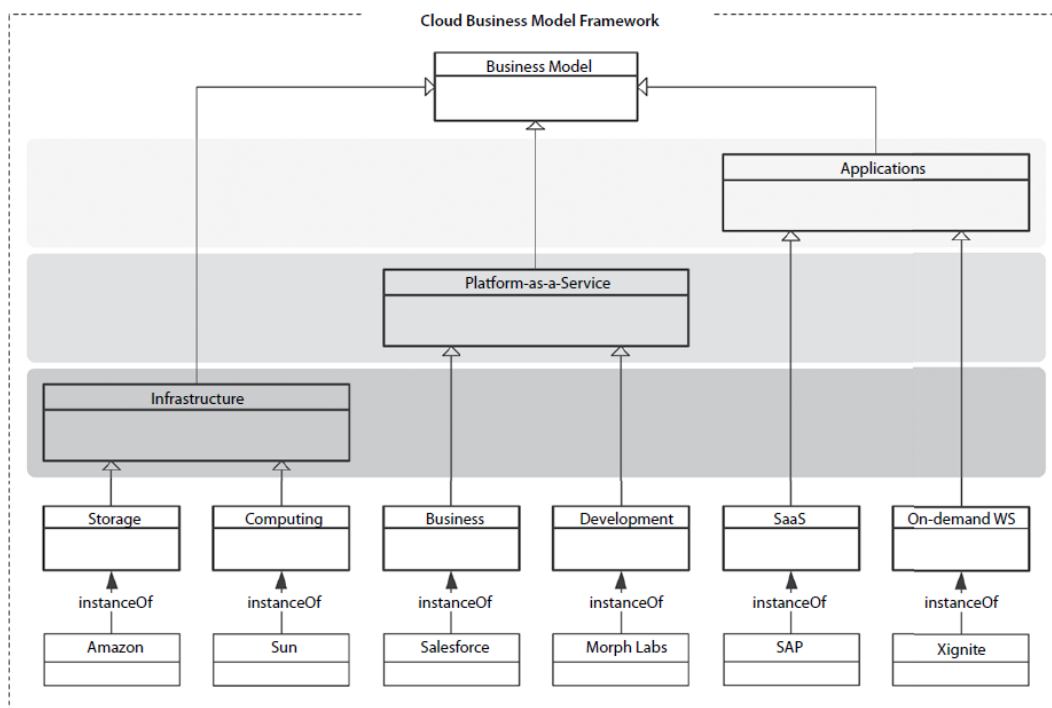 Cloud Business Model Framework
Business Model
Applications
Platform-as-a-Service
Infrastructure
Storage
Computing
Business
Development
SaaS
On-demand WS
instanceOf
instanceOf
instanceOf
instanceOf
instanceOf
instanceOf
Amazon
Sun
Salesforce
Morph Labs
SAP
Xignite